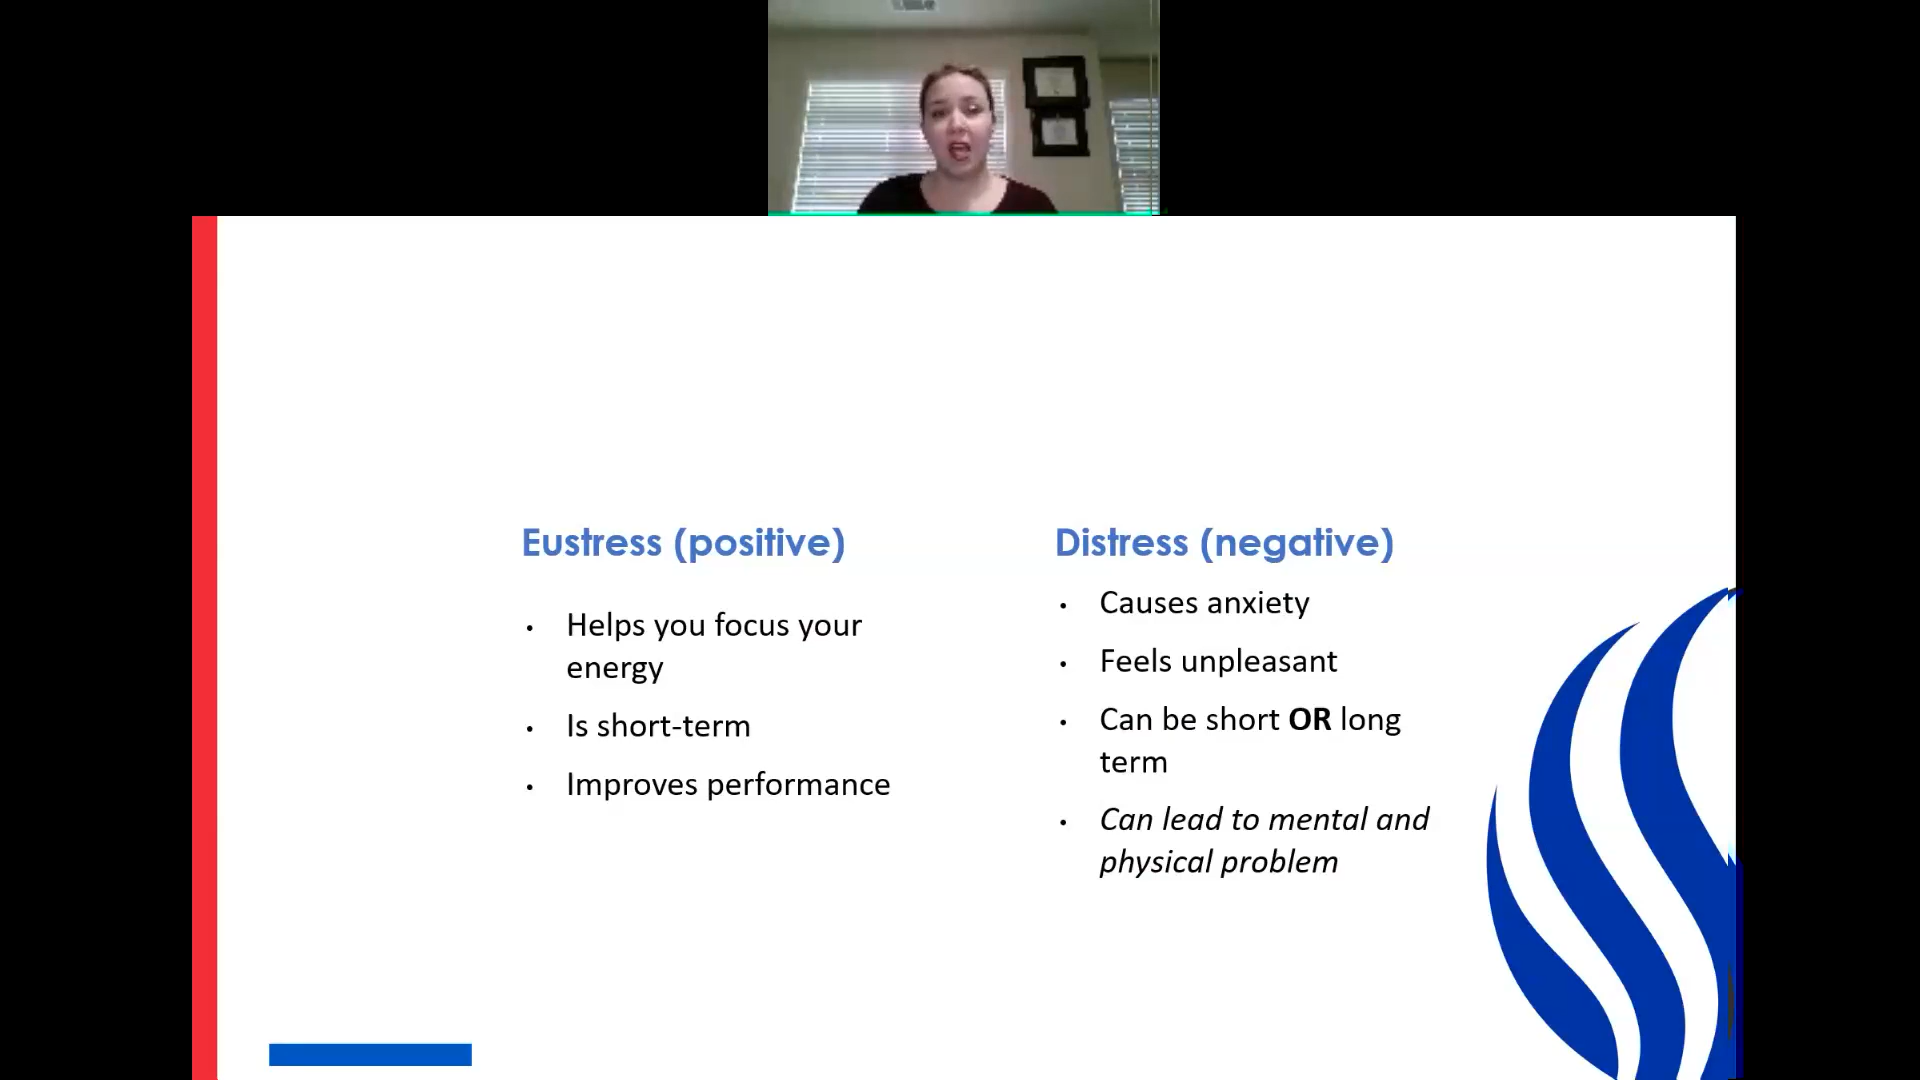 Eustress (positive)
• Helps you focus your
energy
• Is short-term
• Improves performance
Distress (negative)
• Causes anxiety
• Feels unpleasant
• Can be short OR long
term
• Can lead to mental and
physical problem